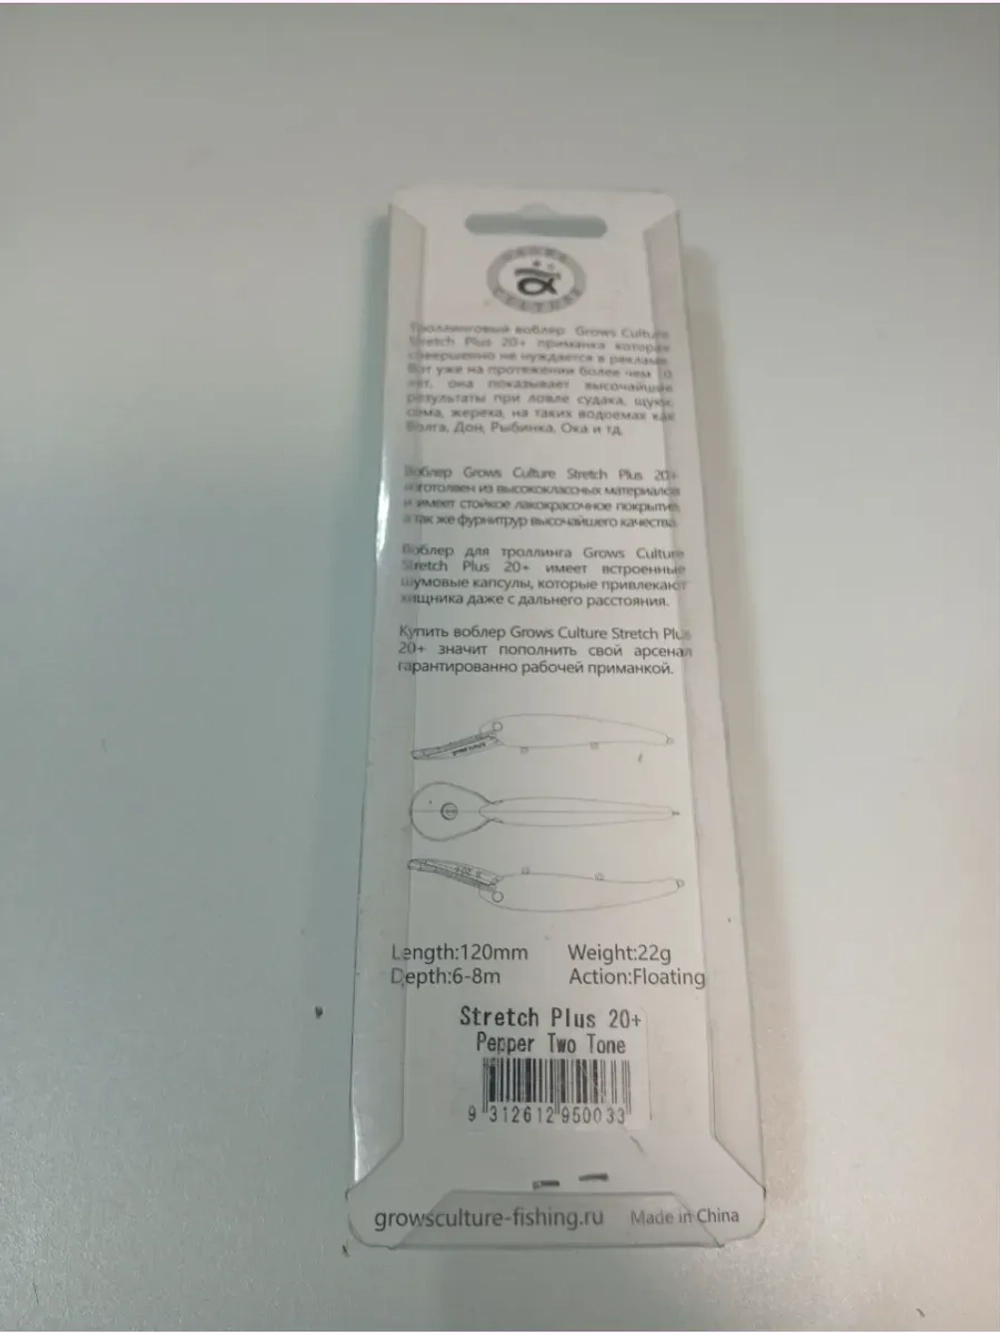 CULTURE
Троллинговый воблер Grows Culture
Stretch Plus 20+ приманка которая
совершенно не нуждается в рекламе.
Вот уже на протяжении более чем
лет, она показывает высочайшие
результаты при ловле судака, щуки,
сома, жереха, на таких водоемах как
Волга, Дон, Рыбинка, Ока и тд.
Воблер Grows Culture Stretch Plus 20+
изготовлен из высококлассных материалов
и имеет стойкое лакокрасочное покрытие,
а так же фурнитрур высочайшего качества.
Воблер для троллинга Grows Culture
Stretch Plus 20+ имеет встроенные
шумовые капсулы, которые привлекают
хищника даже с дальнего расстояния.
Купить воблер Grows Culture Stretch Plus
20+ значит пополнить свой арсенал
гарантированно рабочей приманкой.
Length:120mm Weight:22g
Depth:6-8m Action:Floating
Stretch Plus 20+
Pepper Two Tone
9 312612 950033
growsculture-fishing.ru Made in China